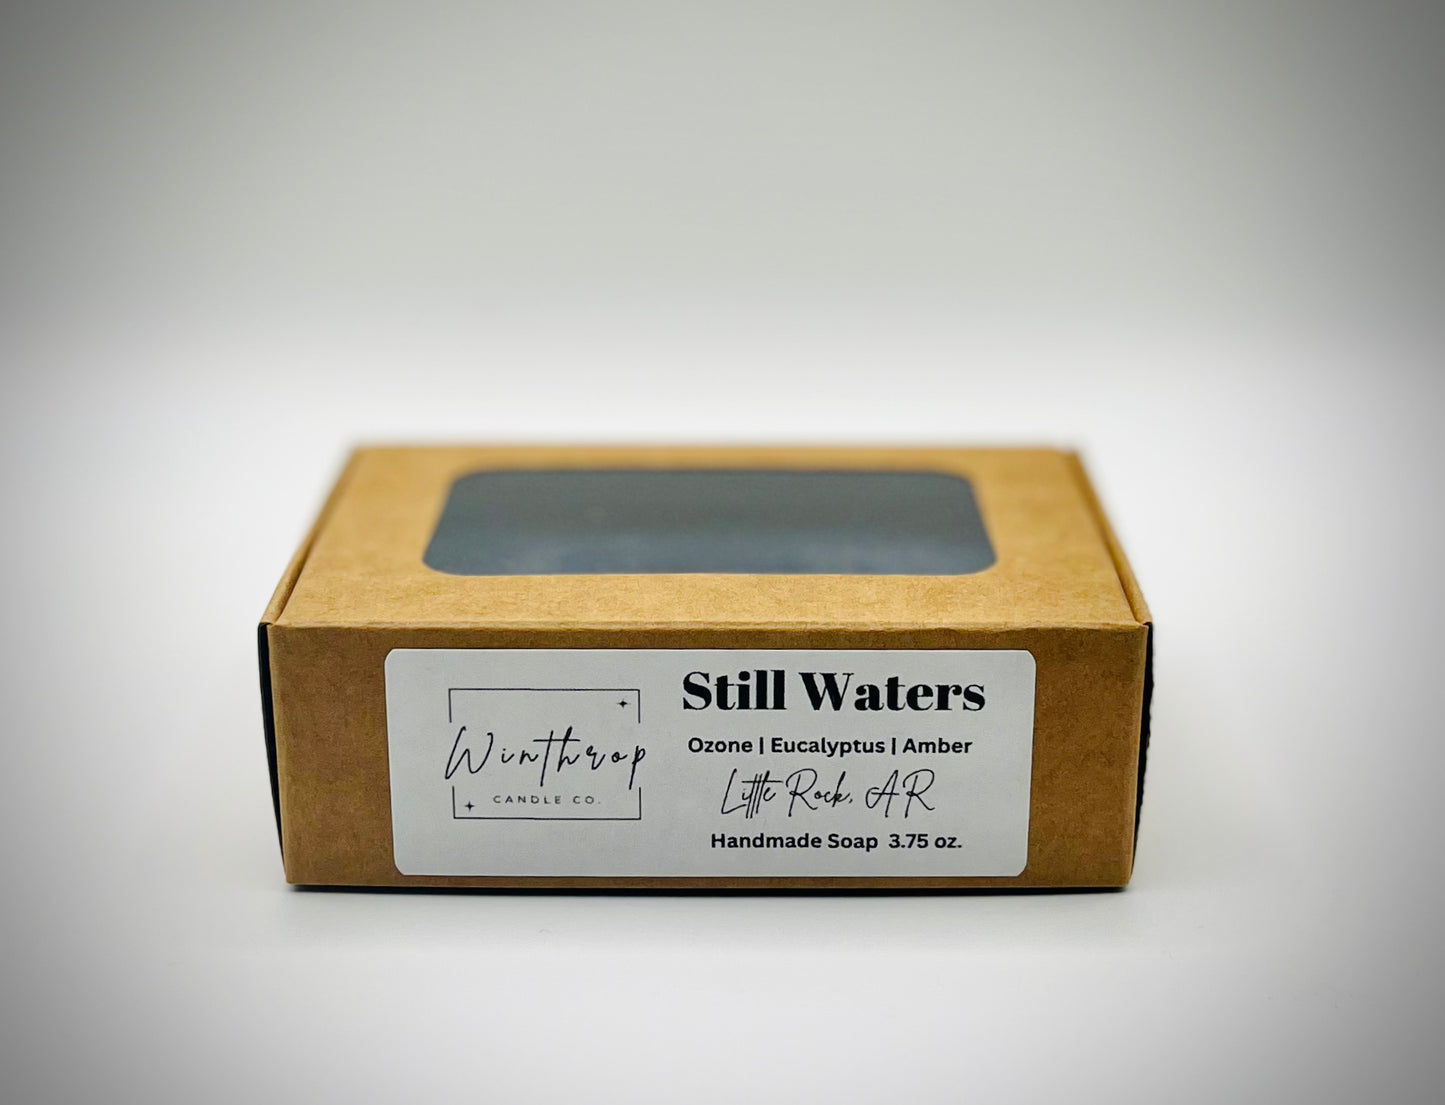 Winthrop
CANDLE CO.
Still Waters
Ozone | Eucalyptus | Amber
Little Rock, AR
Handmade Soap 3.75 oz.